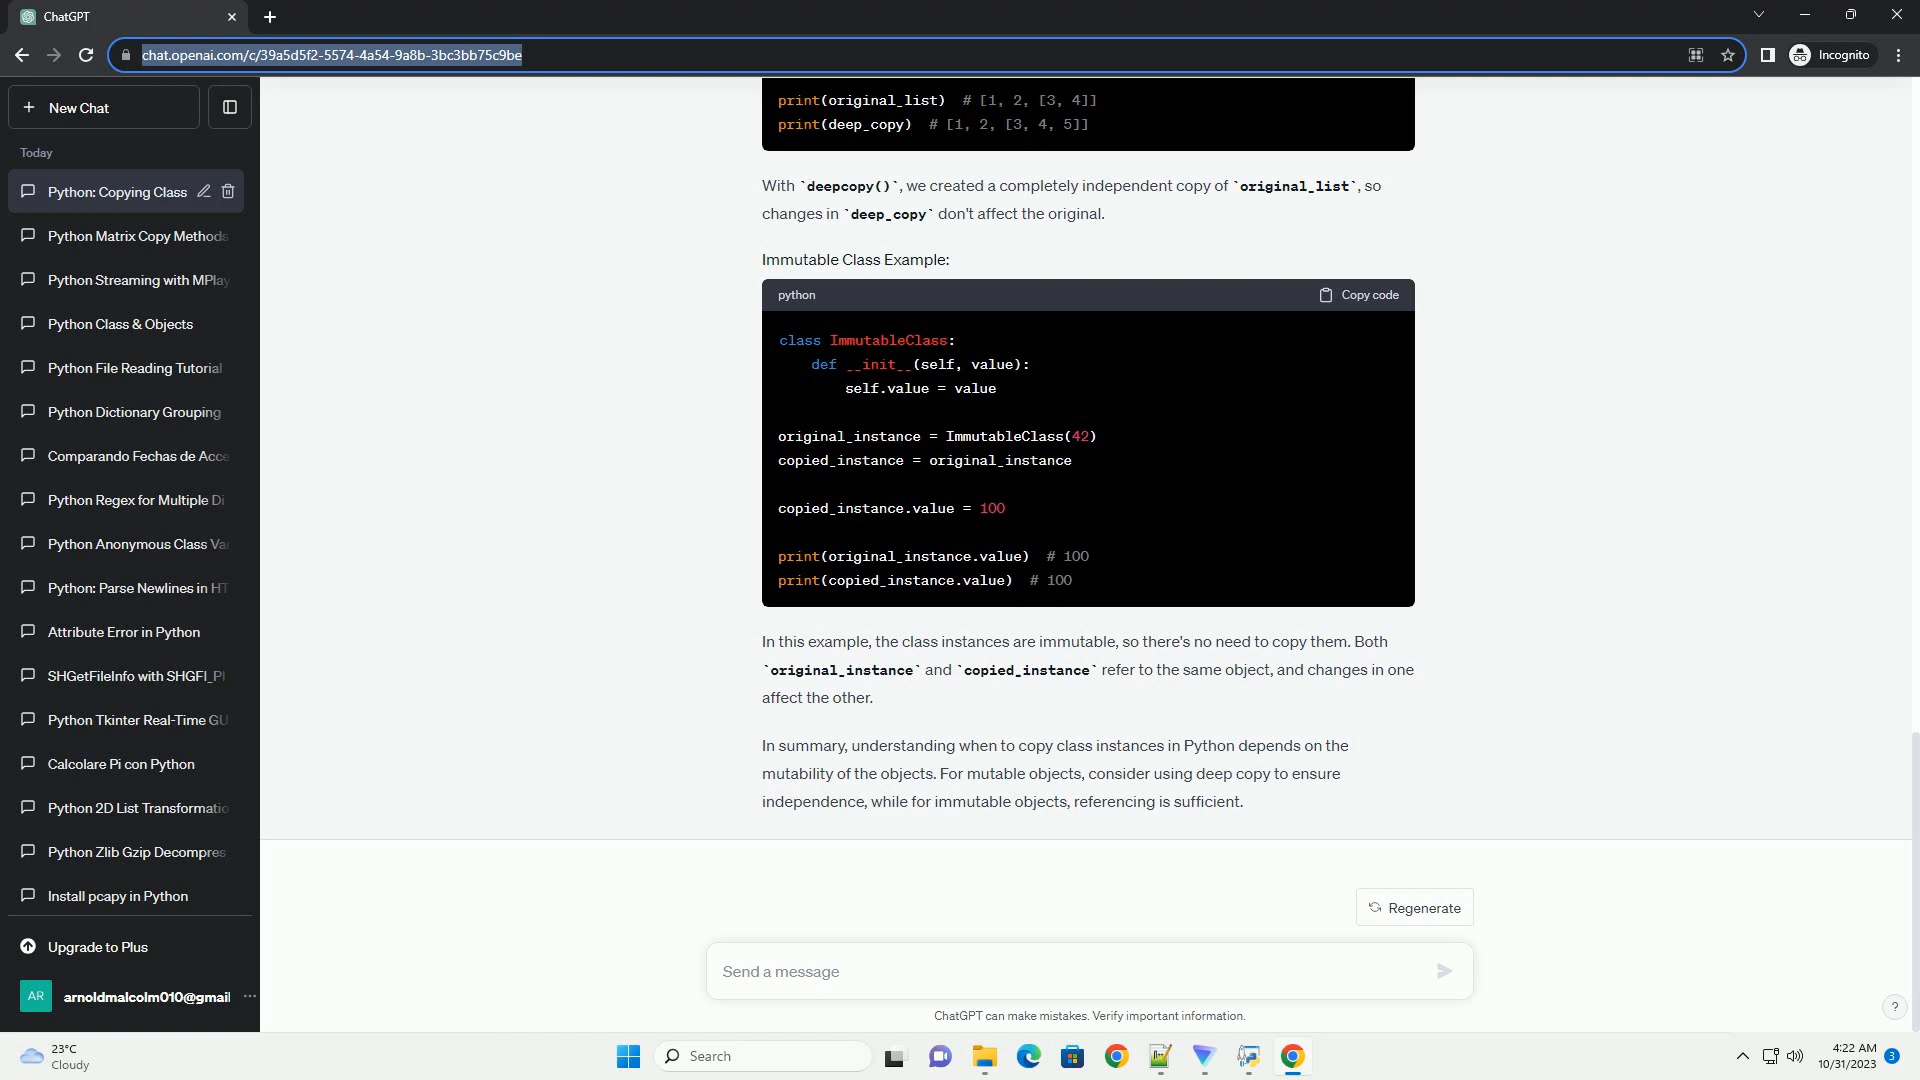 ChatGPT
chat.openai.com/c/39a5d5f2-5574-4a54-9a8b-3bc3bb75c9be
Incognito
New Chat
Today
Python: Copying Class
Python Matrix Copy Methods
Python Streaming with MPlay
Python Class & Objects
Python File Reading Tutorial
Python Dictionary Grouping
Comparando Fechas de Acce
Python Regex for Multiple Di
Python Anonymous Class Va
Python: Parse Newlines in HT
Attribute Error in Python
SHGetFileInfo with SHGFI_PI
Python Tkinter Real-Time GU
Calcolare Pi con Python
Python 2D List Transformatio
Python Zlib Gzip Decompres
Install pcapy in Python
Upgrade to Plus
AR
arnoldmalcolm010@gmail
print(original_list)  # [1, 2, [3, 4]]
print(deep_copy)  # [1, 2, [3, 4, 5]]
With `deepcopy()`, we created a completely independent copy of `original_list`, so
changes in `deep_copy` don't affect the original.
Immutable Class Example:
python
Copy code
class ImmutableClass:
    def __init__(self, value):
        self.value = value
original_instance = ImmutableClass(42)
copied_instance = original_instance
copied_instance.value = 100
print(original_instance.value)  # 100
print(copied_instance.value)  # 100
In this example, the class instances are immutable, so there's no need to copy them. Both
`original_instance` and `copied_instance` refer to the same object, and changes in one
affect the other.
In summary, understanding when to copy class instances in Python depends on the
mutability of the objects. For mutable objects, consider using deep copy to ensure
independence, while for immutable objects, referencing is sufficient.
Regenerate
Send a message
ChatGPT can make mistakes. Verify important information.
?
23°C
Cloudy
Search
4:22 AM
10/31/2023
3